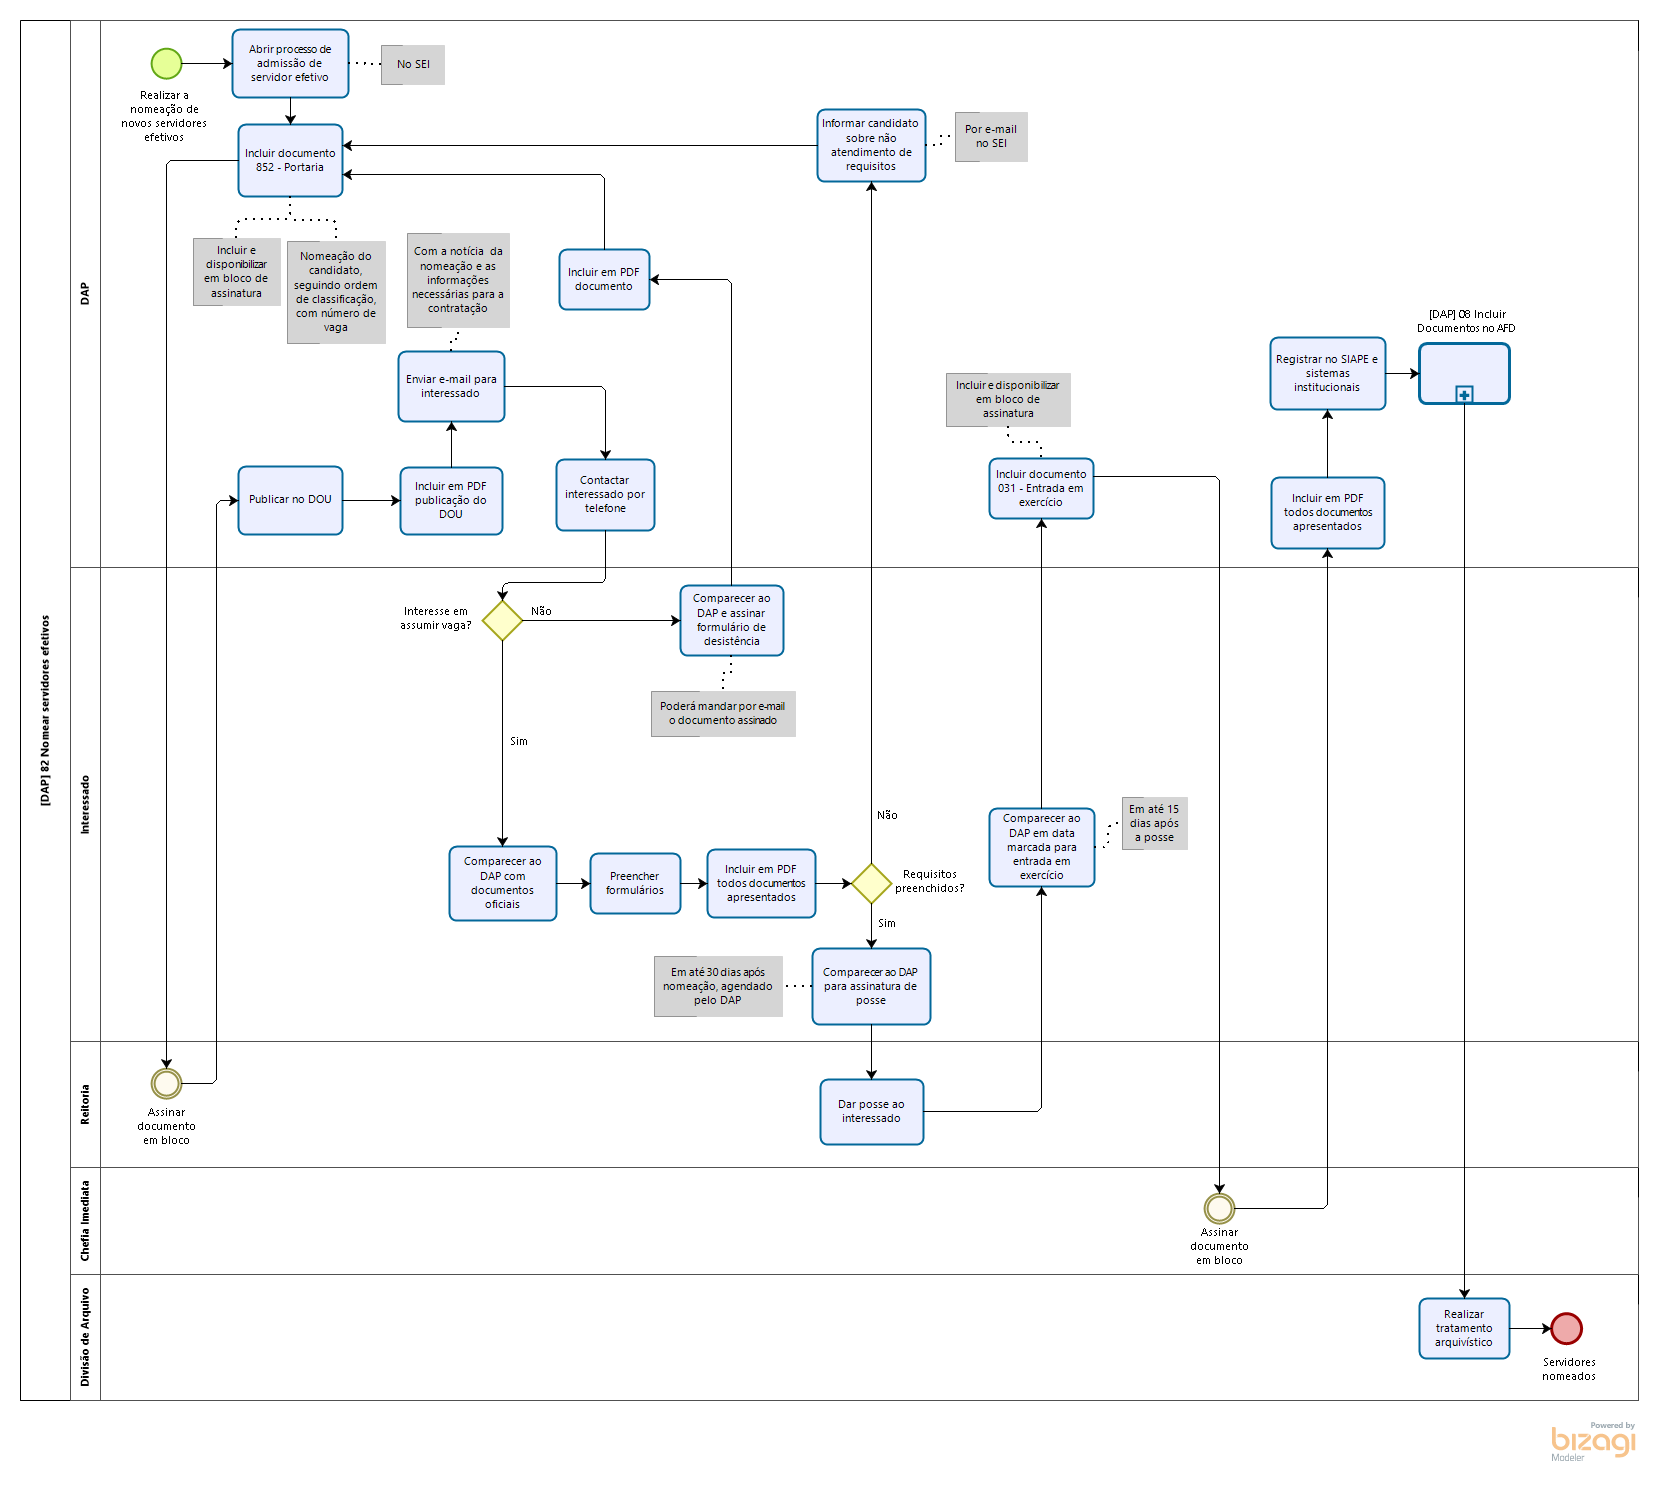 [DAP] 82 Nomear servidores efetivos
DAP
Realizar a
nomeação de
novos servidores
efetivos
Abrir processo de
admissão de
servidor efetivo
No SEI
Incluir documento
852 - Portaria
Incluir e
disponibilizar
em bloco de
assinatura
Nomeação do
candidato,
seguindo ordem
de classificação,
com número de
vaga
Com a notícia da
nomeação e as
informações
necessárias para a
contratação
Enviar e-mail para
interessado
Publicar no DOU
Incluir em PDF
publicação do
DOU
Contactar
interessado por
telefone
Incluir em PDF
documento
Informar candidato
sobre não
atendimento de
requisitos
Por e-mail
no SEI
Incluir e disponibilizar
em bloco de
assinatura
Incluir documento
031 - Entrada em
exercício
Registrar no SIAPE e
sistemas
institucionais
[DAP] 08 Incluir
Documentos no AFD
Incluir em PDF
todos documentos
apresentados
Interessado
Interesse em
assumir vaga?
Não
Sim
Comparecer ao
DAP e assinar
formulário de
desistência
Poderá mandar por e-mail
o documento assinado
Comparecer ao
DAP com
documentos
oficiais
Preencher
formulários
Incluir em PDF
todos documentos
apresentados
Não
Requisitos
preenchidos?
Sim
Em até 30 dias após
nomeação, agendado
pelo DAP
Comparecer ao DAP
para assinatura de
posse
Comparecer ao
DAP em data
marcada para
entrada em
exercício
Em até 15
dias após
a posse
Reitoria
Assinar
documento
em bloco
Dar posse ao
interessado
Chefia Imediata
Assinar
documento
em bloco
Divisão de Arquivo
Realizar
tratamento
arquivístico
Servidores
nomeados
Powered by
bizagi
Modeler